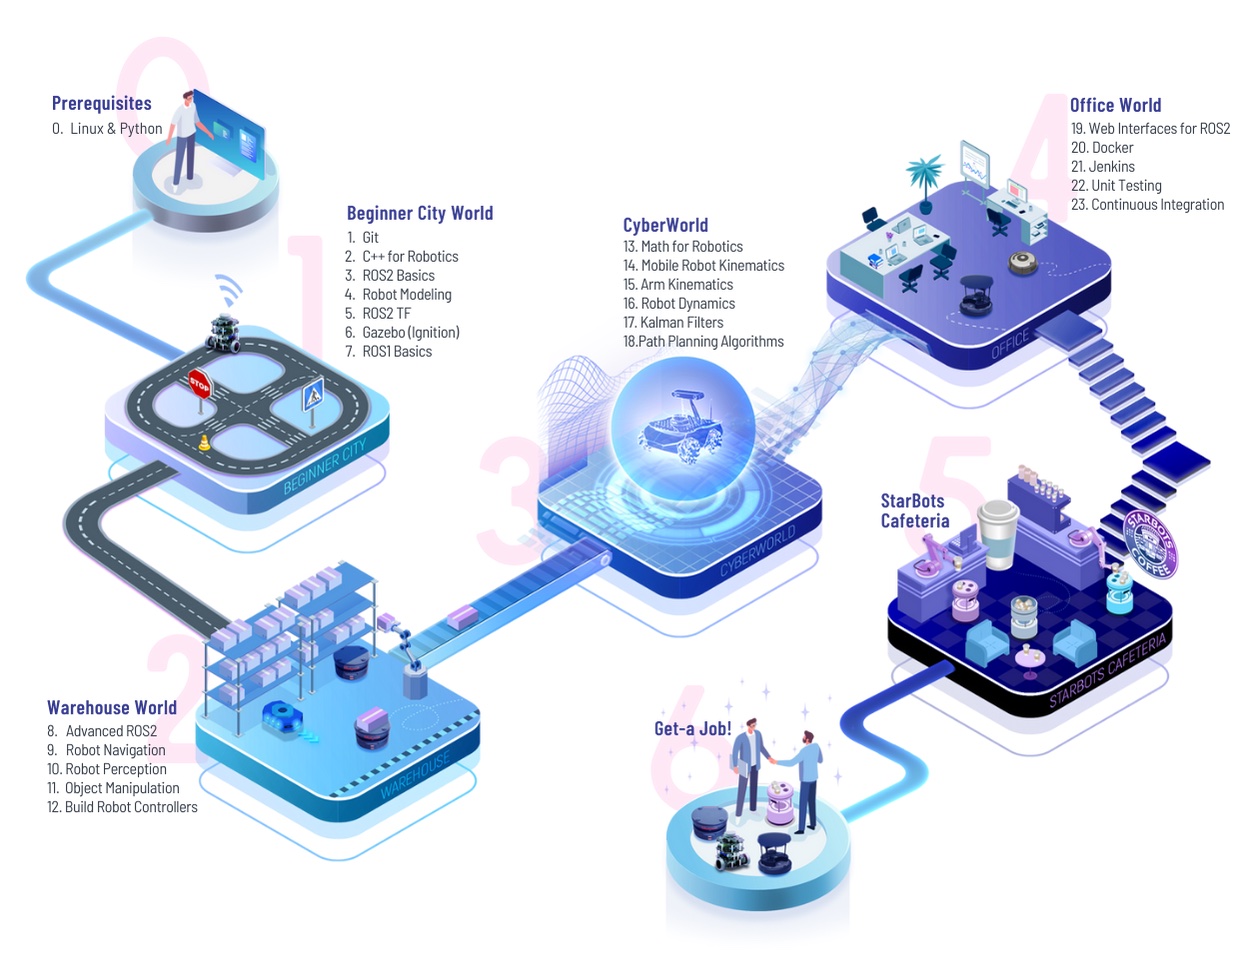 0
Prerequisites
0. Linux & Python
1
Beginner City World
1. Git
2. C++ for Robotics
3. ROS2 Basics
4. Robot Modeling
5. ROS2 TF
6. Gazebo (Ignition)
7. ROS1 Basics
STOP
BEGINNER CITY
2
Warehouse World
8. Advanced ROS2
9. Robot Navigation
10. Robot Perception
11. Object Manipulation
12. Build Robot Controllers
WAREHOUSE
3
CyberWorld
13. Math for Robotics
14. Mobile Robot Kinematics
15. Arm Kinematics
16. Robot Dynamics
17. Kalman Filters
18.Path Planning Algorithms
CYBERWORLD
4
Office World
19. Web Interfaces for ROS2
20. Docker
21. Jenkins
22. Unit Testing
23. Continuous Integration
OFFICE
5
StarBots
Cafeteria
STARBOTS
COFFEE
STARBOTS CAFETERIA
6
Get-a Job!